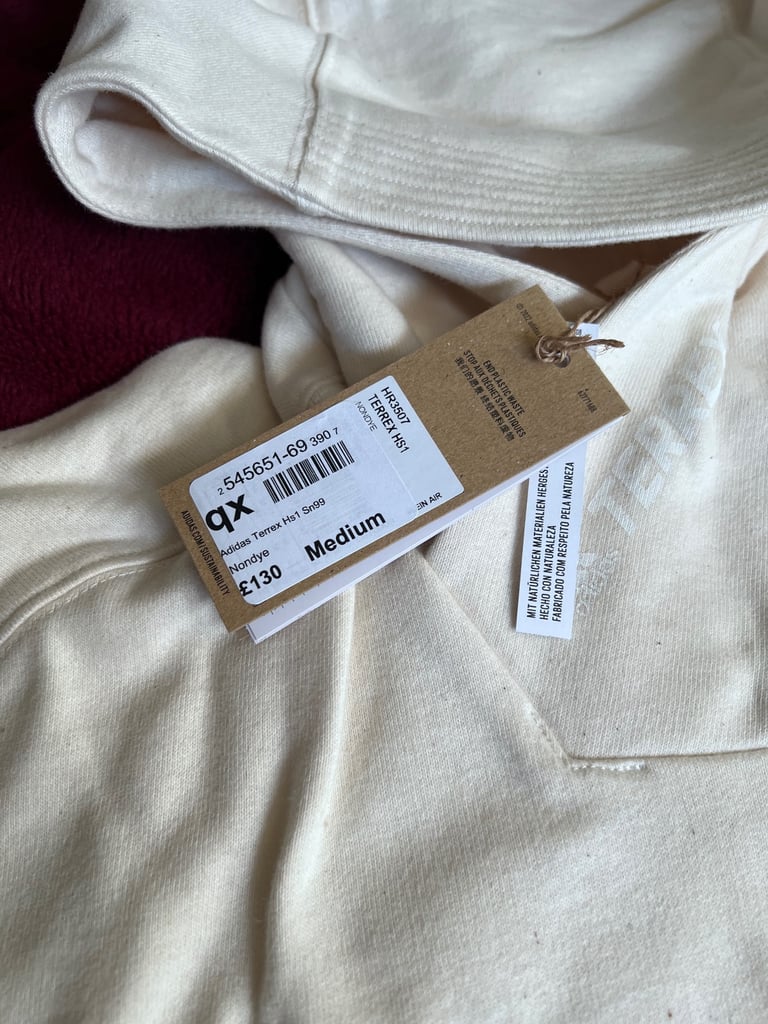 © 2022 adidas
END PLASTIC WASTE
STOP AUX DÉCHETS PLASTIQUES
HR3507
TERREX HS1
NONDYE
2 545651-69 390 7
qx
Adidas Terrex Hs1 Sn99
Nondye
Medium
£130
ADIDAS.COM/SUSTAINABILITY
MIT NATÜRLICHEN MATERIALIEN HERGES
HECHO CON NATURALEZA
FABRICADO COM RESPEITO PELA NATUREZA